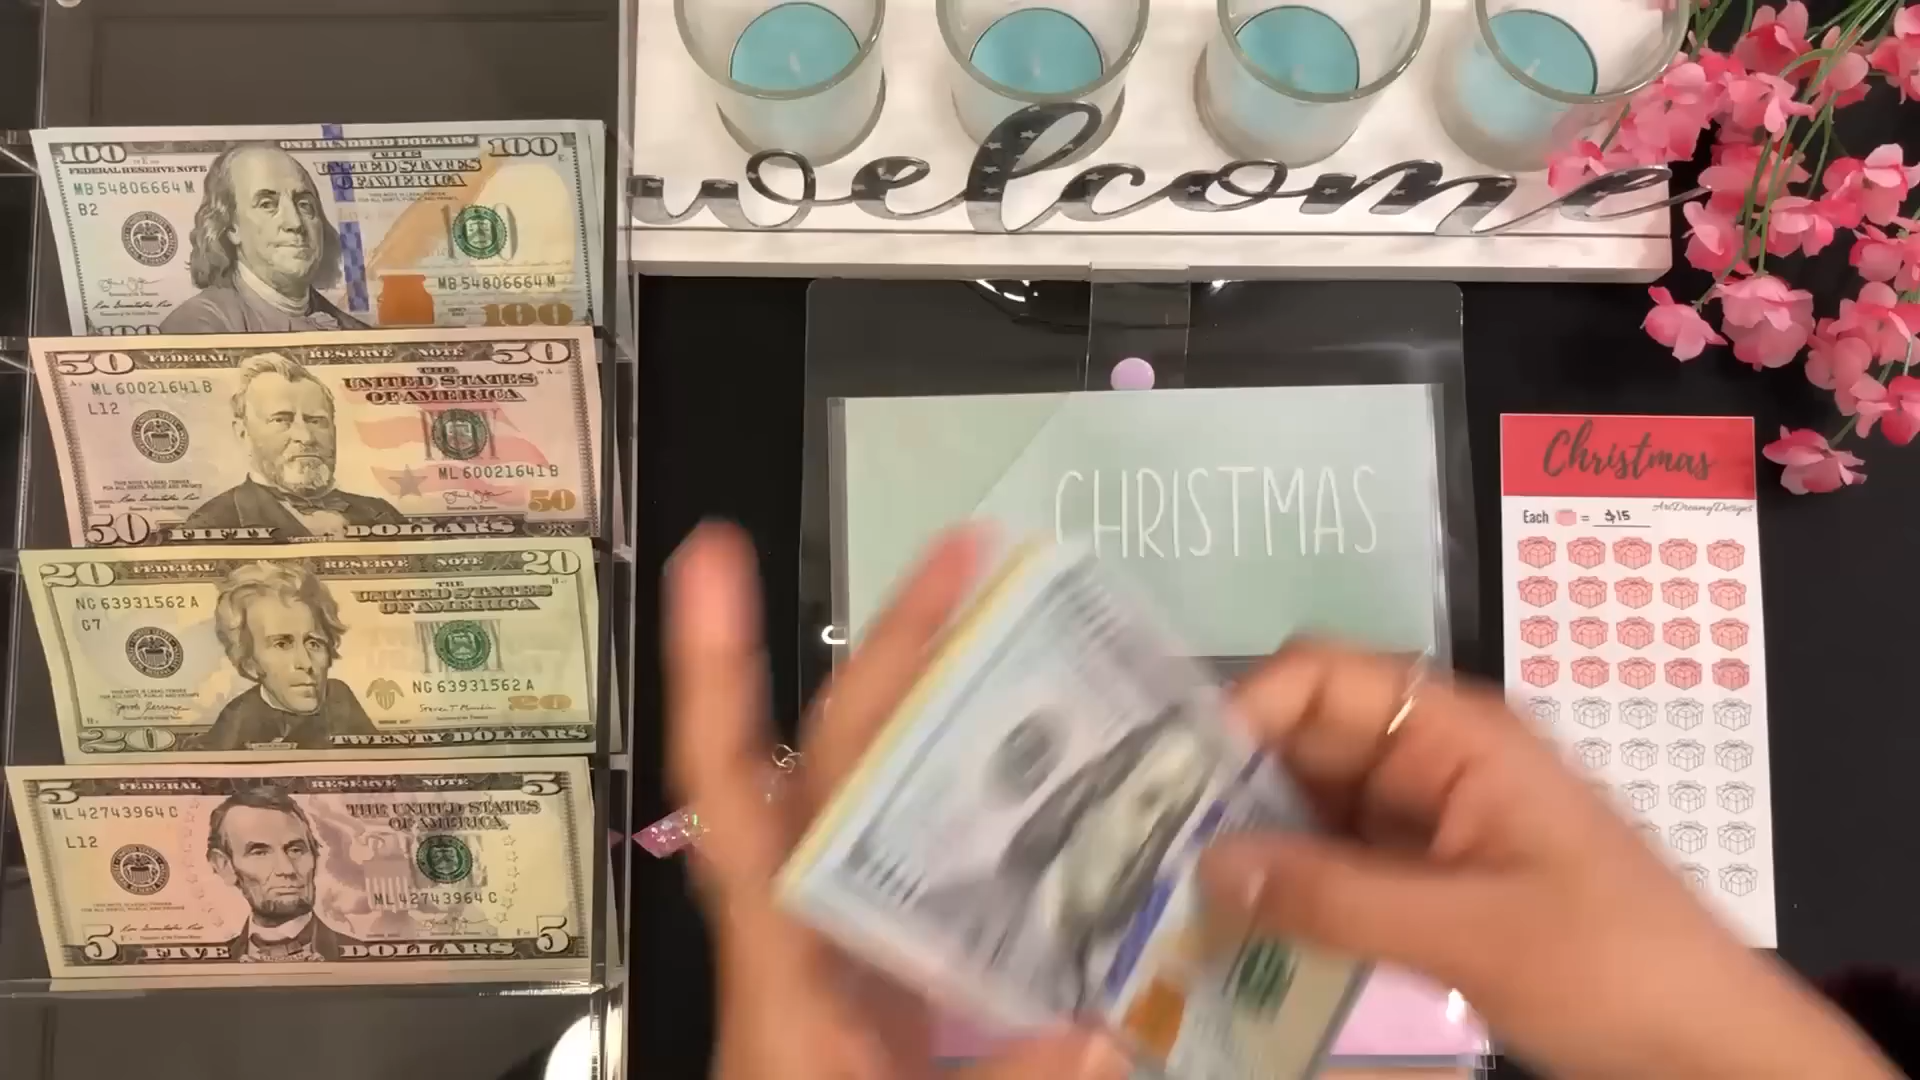 100
ONE HUNDRED DOLLARS
100
FEDERAL RESERVE NOTE
THE
UNITED STATES
OF AMERICA
MB 54806664 M
B2
MB 54806664 M
100
100
50
FEDERAL RESERVE NOTE
50
THE
UNITED STATES
OF AMERICA
ML 60021641 B
L12
ML 60021641 B
50
50
FIFTY DOLLARS
20
FEDERAL RESERVE NOTE
20
THE
UNITED STATES
OF AMERICA
NG 63931562 A
G7
NG 63931562 A
20
20
TWENTY DOLLARS
5
FEDERAL RESERVE NOTE
5
THE UNITED STATES
OF AMERICA
ML 42743964 C
L12
ML 42743964 C
5
FIVE DOLLARS
5
welcome
CHRISTMAS
Christmas
ArtDreamyDesigns
Each = $15